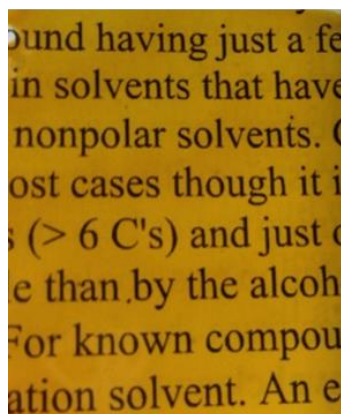 ound having just a fe
in solvents that have
nonpolar solvents.
ost cases though it i
(> 6 C's) and just
e than by the alcoh
For known compou
ation solvent. An e